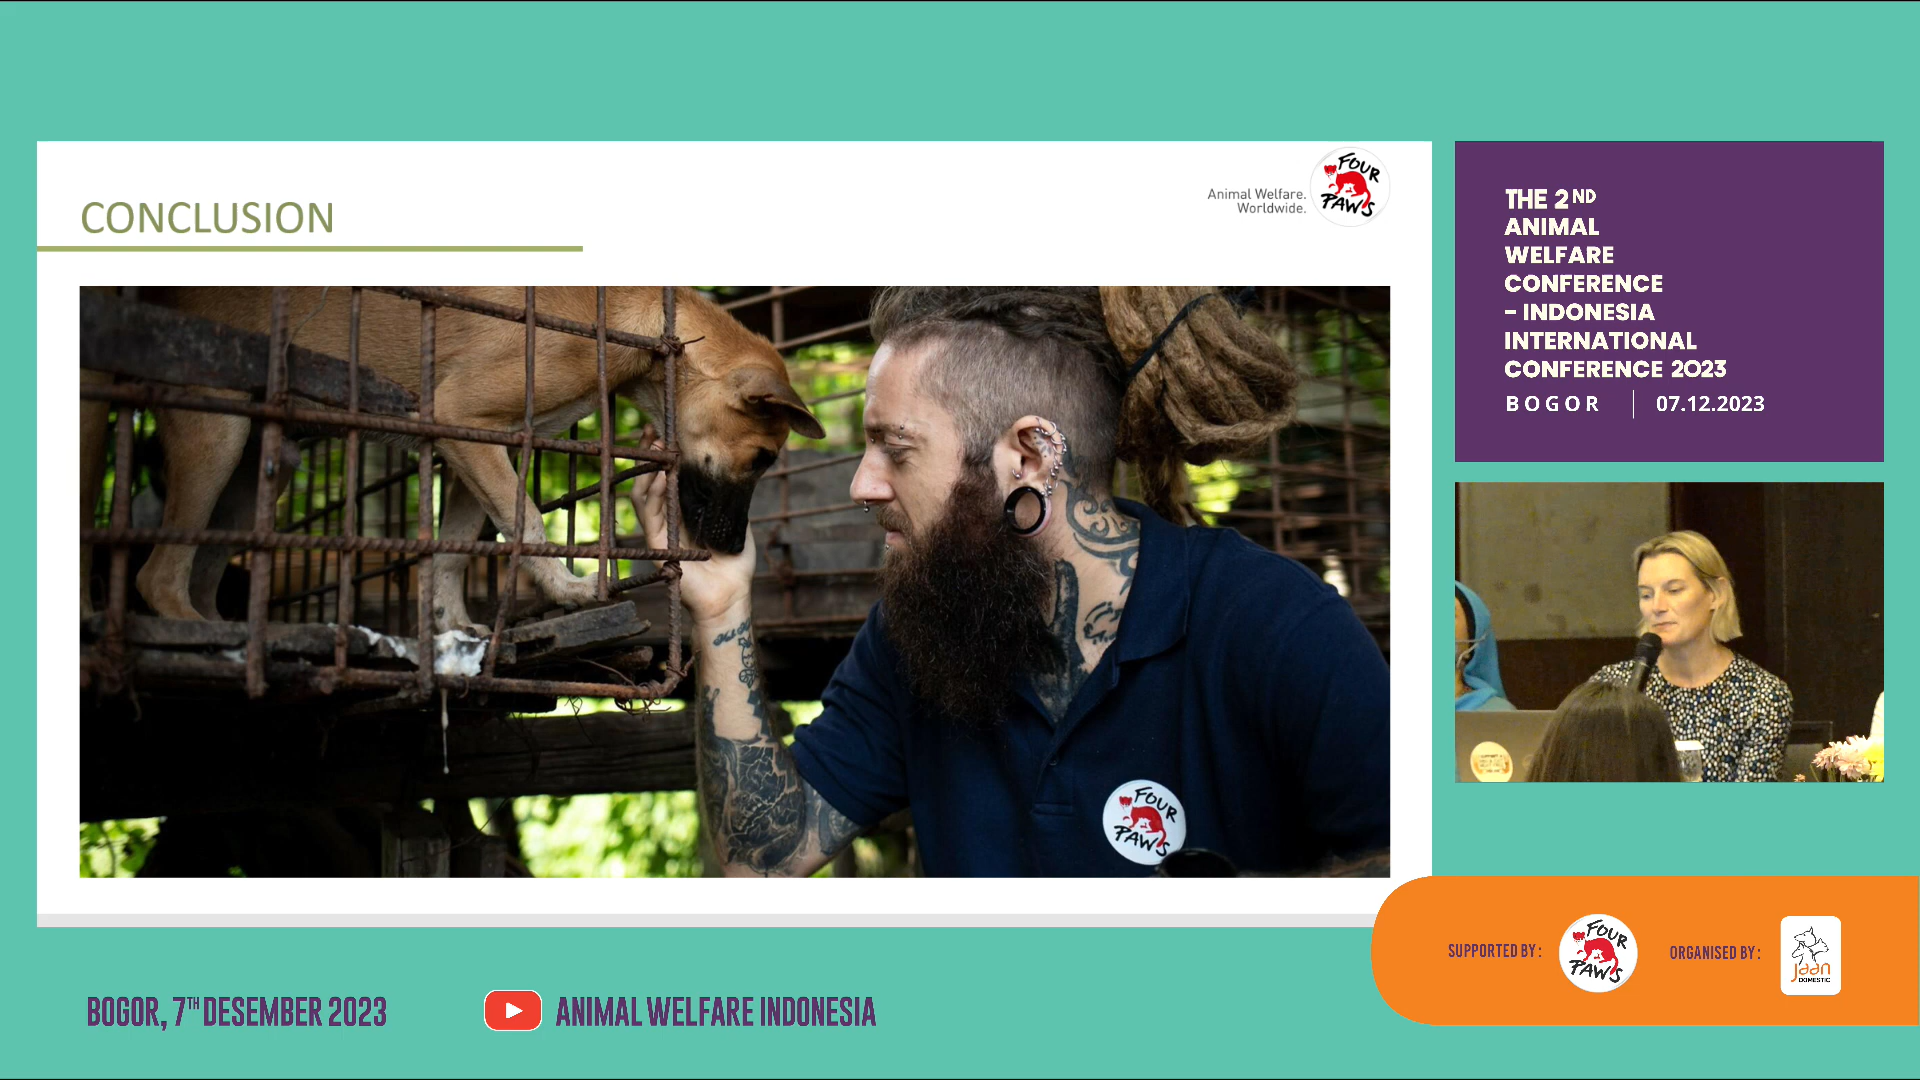 CONCLUSION
Animal Welfare.
Worldwide.
FOUR
PAWS
FOUR
PAWS
THE 2ND
ANIMAL
WELFARE
CONFERENCE
- INDONESIA
INTERNATIONAL
CONFERENCE 2023
BOGOR | 07.12.2023
SUPPORTED BY :
FOUR
PAWS
ORGANISED BY :
jaan
DOMESTIC
BOGOR, 7TH DESEMBER 2023
ANIMAL WELFARE INDONESIA